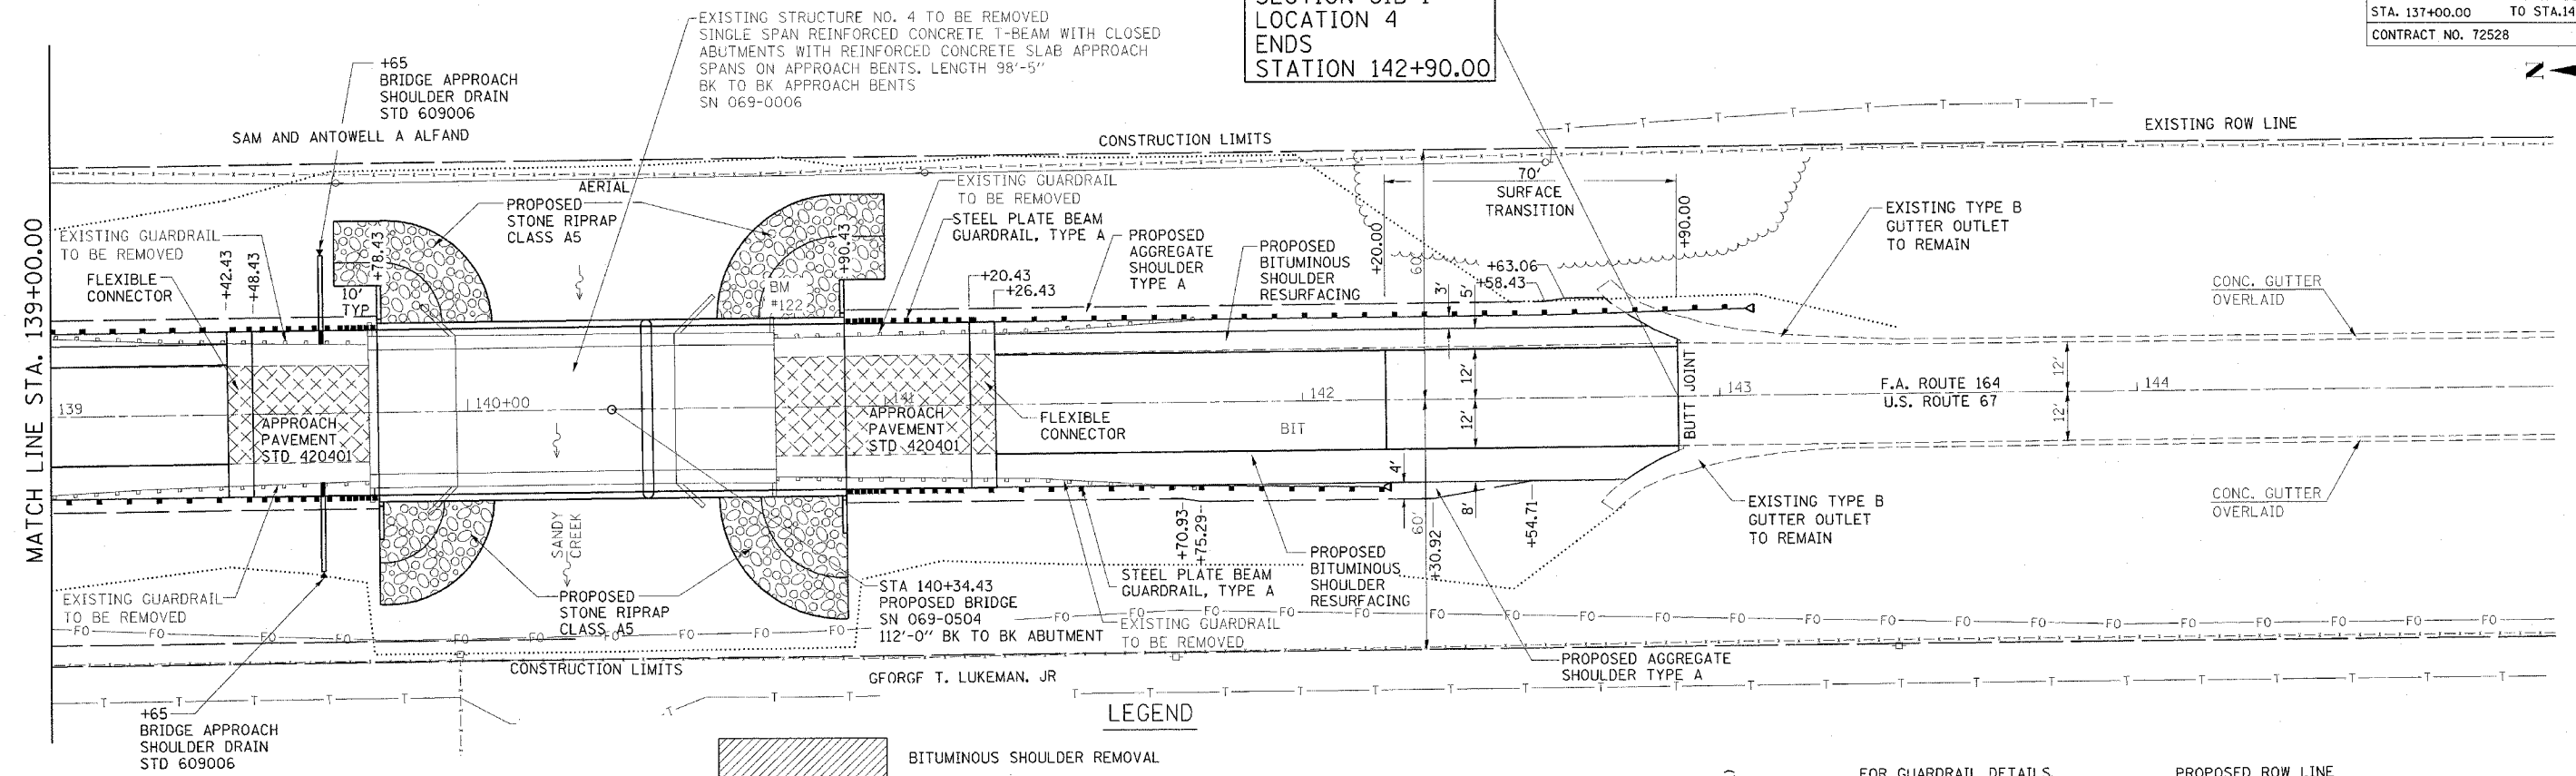 SECTION
LOCATION 4
ENDS
STATION 142+90.00
STA. 137+00.00 TO STA.14
CONTRACT NO. 72528
N
EXISTING STRUCTURE NO. 4 TO BE REMOVED
SINGLE SPAN REINFORCED CONCRETE T-BEAM WITH CLOSED
ABUTMENTS WITH REINFORCED CONCRETE SLAB APPROACH
SPANS ON APPROACH BENTS. LENGTH 98'-5"
BK TO BK APPROACH BENTS
SN 069-0006
+65
BRIDGE APPROACH
SHOULDER DRAIN
STD 609006
SAM AND ANTOWELL A ALFAND
CONSTRUCTION LIMITS
EXISTING ROW LINE
AERIAL
MATCH LINE STA. 139+00.00
EXISTING GUARDRAIL
TO BE REMOVED
FLEXIBLE
CONNECTOR
+42.43
+48.43
10'
TYP
+78.43
PROPOSED
STONE RIPRAP
CLASS A5
BM
#122
+90.43
EXISTING GUARDRAIL
TO BE REMOVED
STEEL PLATE BEAM
GUARDRAIL, TYPE A
PROPOSED
AGGREGATE
SHOULDER
TYPE A
+20.43
+26.43
PROPOSED
BITUMINOUS
SHOULDER
RESURFACING
+20.00
60'
70'
SURFACE
TRANSITION
+90.00
3'
5'
+63.06
+58.43
EXISTING TYPE B
GUTTER OUTLET
TO REMAIN
CONC. GUTTER
OVERLAID
139
APPROACH
PAVEMENT
STD 420401
140+00
141
APPROACH
PAVEMENT
STD 420401
FLEXIBLE
CONNECTOR
142
BIT
12'
12'
BUTT JOINT
143
F.A. ROUTE 164
U.S. ROUTE 67
12'
12'
144
4'
8'
60'
+30.92
+54.71
+70.93
+75.29
EXISTING TYPE B
GUTTER OUTLET
TO REMAIN
CONC. GUTTER
OVERLAID
SANDY
CREEK
PROPOSED
STONE RIPRAP
CLASS A5
STA 140+34.43
PROPOSED BRIDGE
SN 069-0504
112'-0" BK TO BK ABUTMENT
STEEL PLATE BEAM
GUARDRAIL, TYPE A
EXISTING GUARDRAIL
TO BE REMOVED
PROPOSED
BITUMINOUS
SHOULDER
RESURFACING
PROPOSED AGGREGATE
SHOULDER TYPE A
EXISTING GUARDRAIL
TO BE REMOVED
CONSTRUCTION LIMITS
GFORGF T. LUKEMAN. JR
+65
BRIDGE APPROACH
SHOULDER DRAIN
STD 609006
LEGEND
BITUMINOUS SHOULDER REMOVAL
FOR GUARDRAIL DETAILS,
PROPOSED ROW LINE